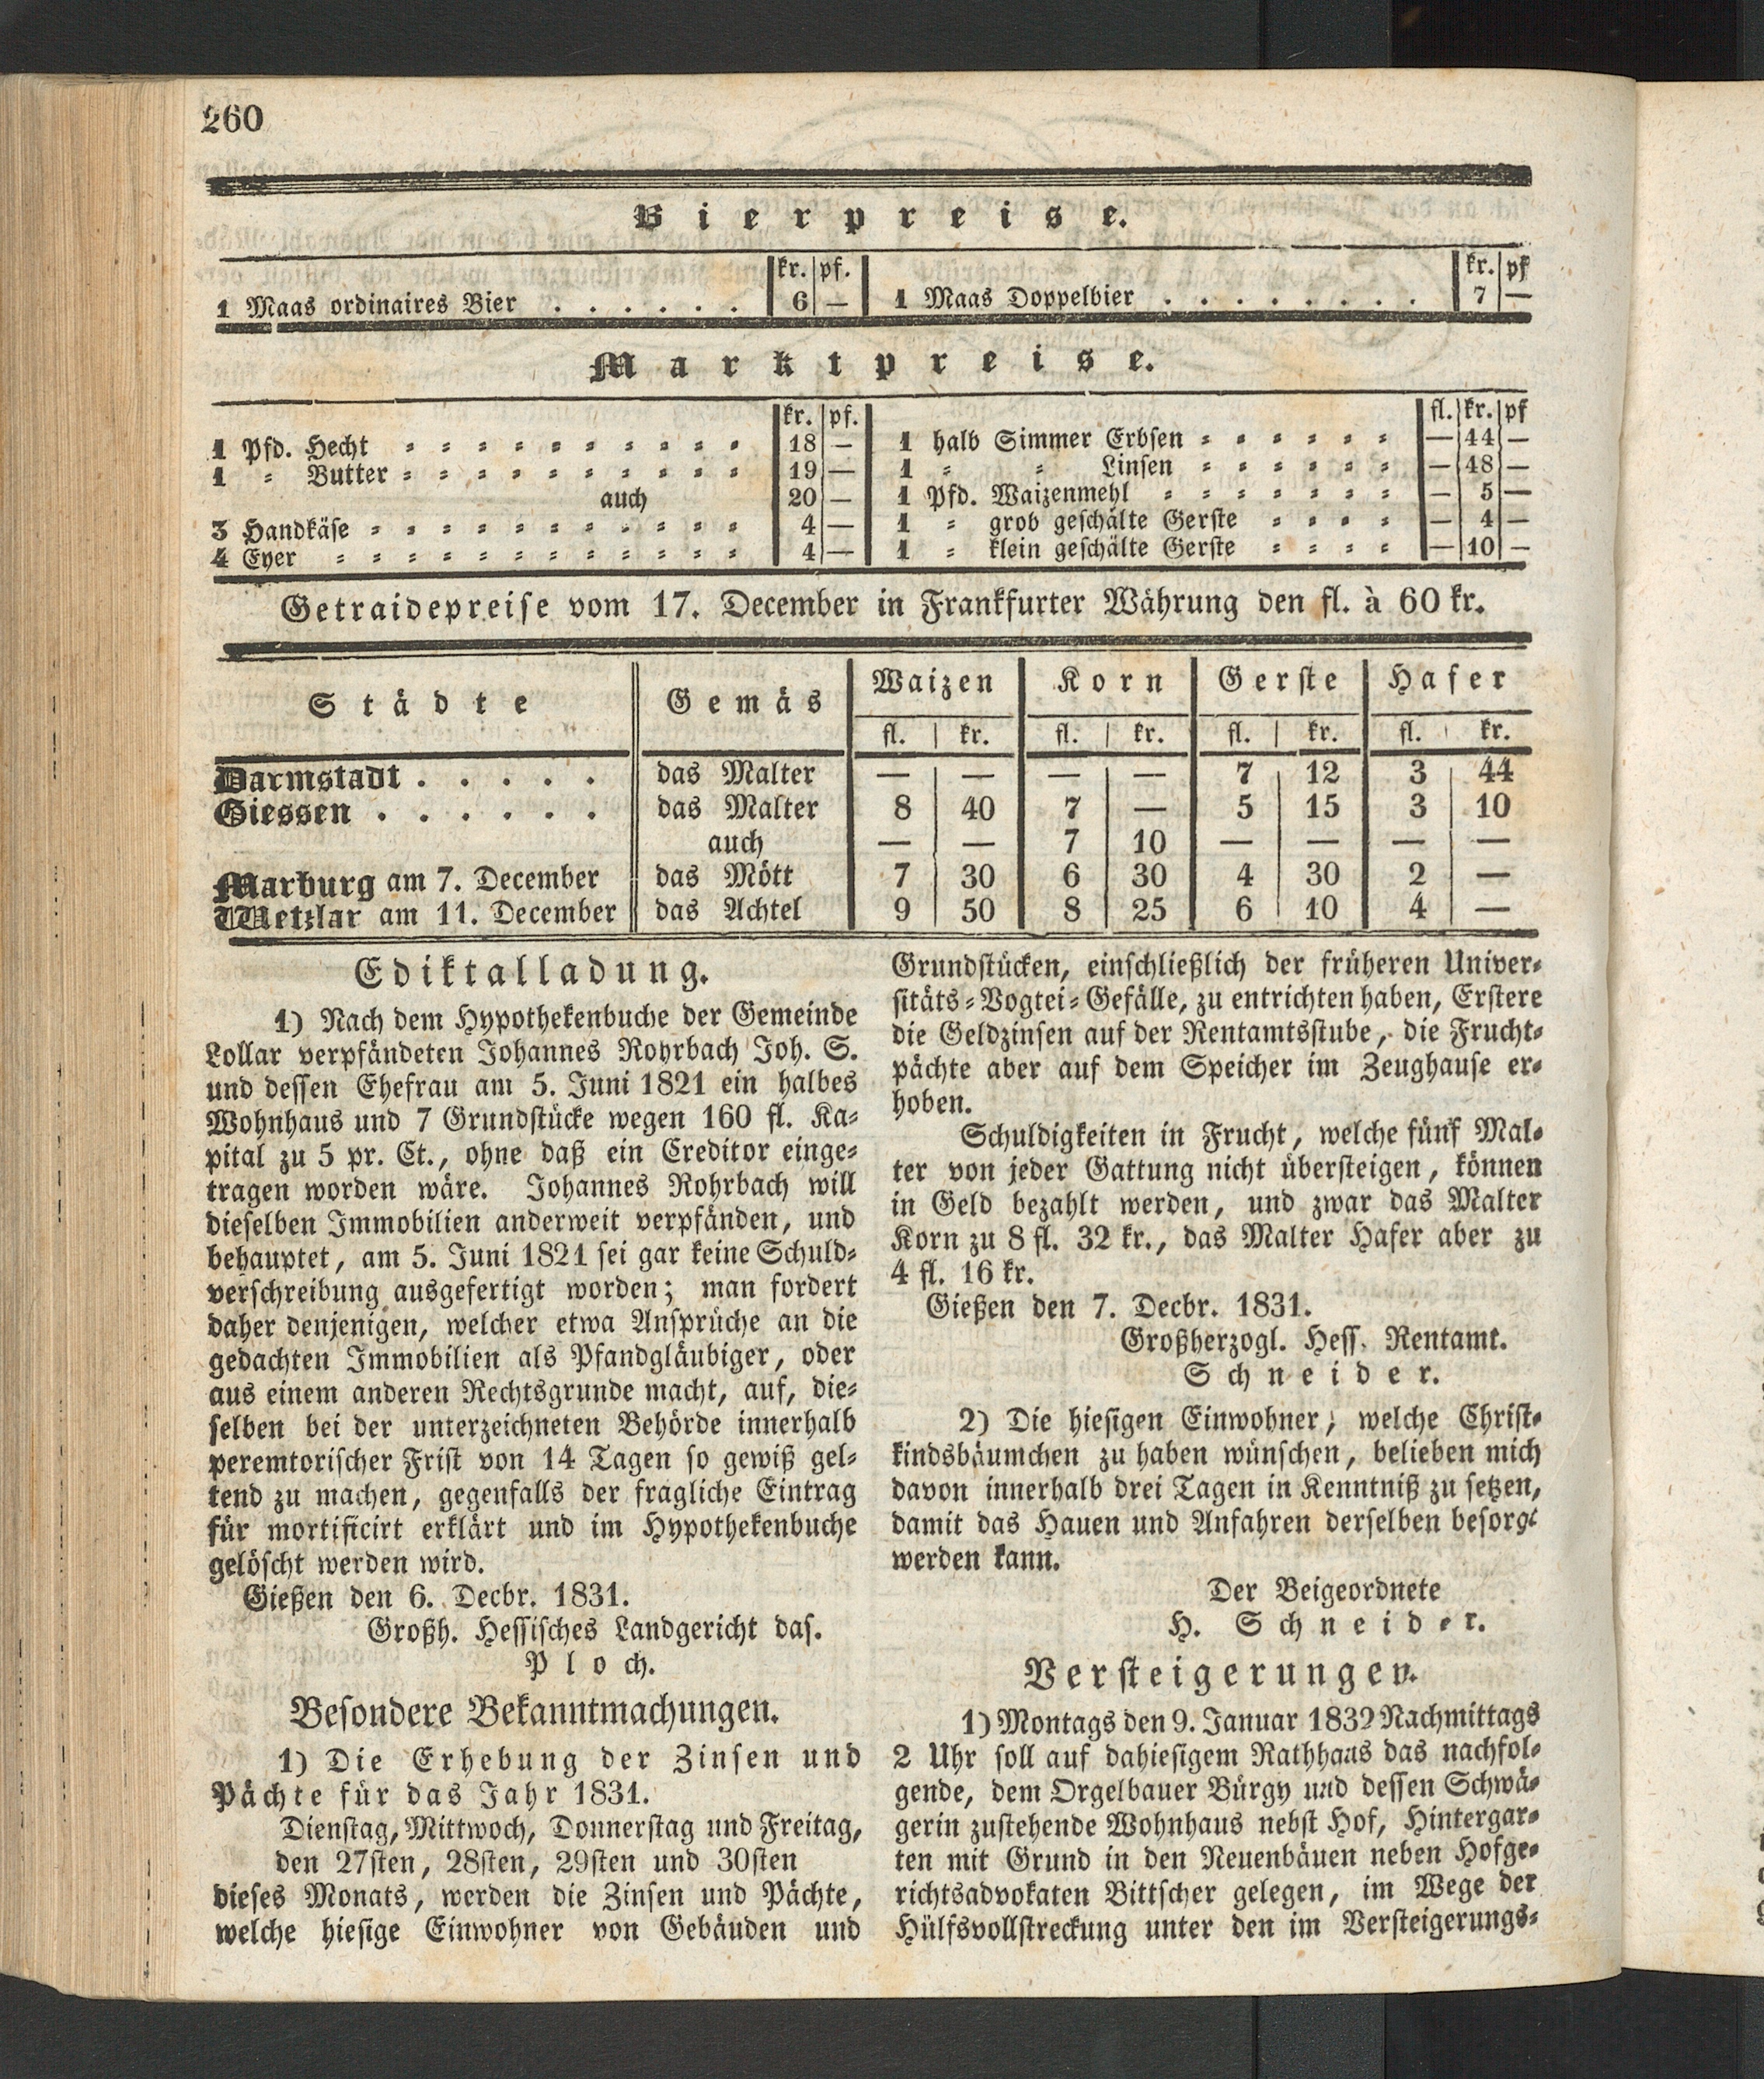 260
Bierpreise.
kr. pf. kr. pf
1 Maas ordinaires Bier . . . . . . 6 — 1 Maas Doppelbier . . . . . . . . 7 —
Marktpreise.
kr. pf. fl. kr. pf
1 Pfd. Hecht 18 — 1 halb Simmer Erbsen — 44 —
1 = Butter 19 — 1 = = Linsen — 48 —
auch 20 — 1 Pfd. Waizenmehl — 5 —
3 Handkäse 4 — 1 = grob geschälte Gerste — 4 —
4 Eyer 4 — 1 = klein geschälte Gerste — 10 —
Getraidepreise vom 17. December in Frankfurter Währung den fl. à 60 kr.
Städte Gemäs Waizen Korn Gerste Hafer
fl. kr. fl. kr. fl. kr. fl. kr.
Darmstadt . . . . . das Malter — — — — 7 12 3 44
Giessen . . . . . . das Malter 8 40 7 — 5 15 3 10
auch — — 7 10 — — — —
Marburg am 7. December das Mött 7 30 6 30 4 30 2 —
Wetzlar am 11. December das Achtel 9 50 8 25 6 10 4 —
Ediktalladung.
1) Nach dem Hypothekenbuche der Gemeinde
Lollar verpfändeten Johannes Rohrbach Joh. S.
und dessen Ehefrau am 5. Juni 1821 ein halbes
Wohnhaus und 7 Grundstücke wegen 160 fl. Ka=
pital zu 5 pr. Ct., ohne daß ein Creditor einge=
tragen worden wäre. Johannes Rohrbach will
dieselben Immobilien anderweit verpfänden, und
behauptet, am 5. Juni 1821 sei gar keine Schuld=
verschreibung ausgefertigt worden; man fordert
daher denjenigen, welcher etwa Ansprüche an die
gedachten Immobilien als Pfandgläubiger, oder
aus einem anderen Rechtsgrunde macht, auf, die=
selben bei der unterzeichneten Behörde innerhalb
peremtorischer Frist von 14 Tagen so gewiß gel=
tend zu machen, gegenfalls der fragliche Eintrag
für mortificirt erklärt und im Hypothekenbuche
gelöscht werden wird.
Gießen den 6. Decbr. 1831.
Großh. Hessisches Landgericht das.
Ploch.
Besondere Bekanntmachungen.
1) Die Erhebung der Zinsen und
Pächte für das Jahr 1831.
Dienstag, Mittwoch, Donnerstag und Freitag,
den 27sten, 28sten, 29sten und 30sten
dieses Monats, werden die Zinsen und Pächte,
welche hiesige Einwohner von Gebäuden und
Grundstücken, einschließlich der früheren Univer=
sitäts=Vogtei=Gefälle, zu entrichten haben, Erstere
die Geldzinsen auf der Rentamtsstube, die Frucht=
pächte aber auf dem Speicher im Zeughause er=
hoben.
Schuldigkeiten in Frucht, welche fünf Mal=
ter von jeder Gattung nicht übersteigen, können
in Geld bezahlt werden, und zwar das Malter
Korn zu 8 fl. 32 kr., das Malter Hafer aber zu
4 fl. 16 kr.
Gießen den 7. Decbr. 1831.
Großherzogl. Hess. Rentamt.
Schneider.
2) Die hiesigen Einwohner, welche Christ=
kindsbäumchen zu haben wünschen, belieben mich
davon innerhalb drei Tagen in Kenntniß zu setzen,
damit das Hauen und Anfahren derselben besorgt
werden kann.
Der Beigeordnete
H. Schneider.
Versteigerungen.
1) Montags den 9. Januar 1832 Nachmittags
2 Uhr soll auf dahiesigem Rathhaus das nachfol=
gende, dem Orgelbauer Bürgy und dessen Schwä=
gerin zustehende Wohnhaus nebst Hof, Hintergar=
ten mit Grund in den Neuenbäuen neben Hofge=
richtsadvokaten Bittscher gelegen, im Wege der
Hülfsvollstreckung unter den im Versteigerungs=